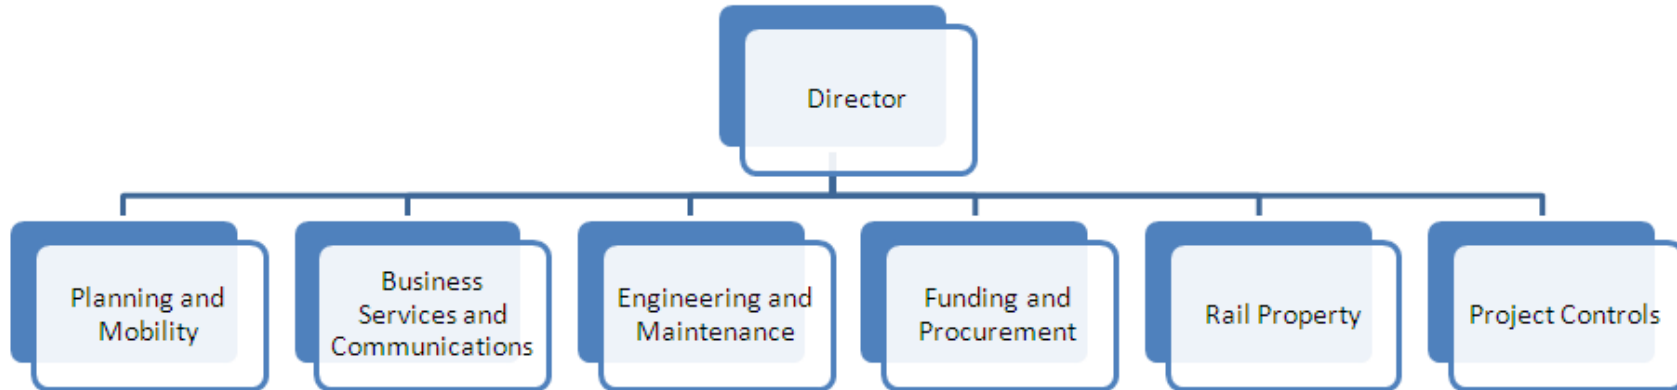 Director
Planning and
Mobility
Business
Services and
Communications
Engineering and
Maintenance
Funding and
Procurement
Rail Property
Project Controls